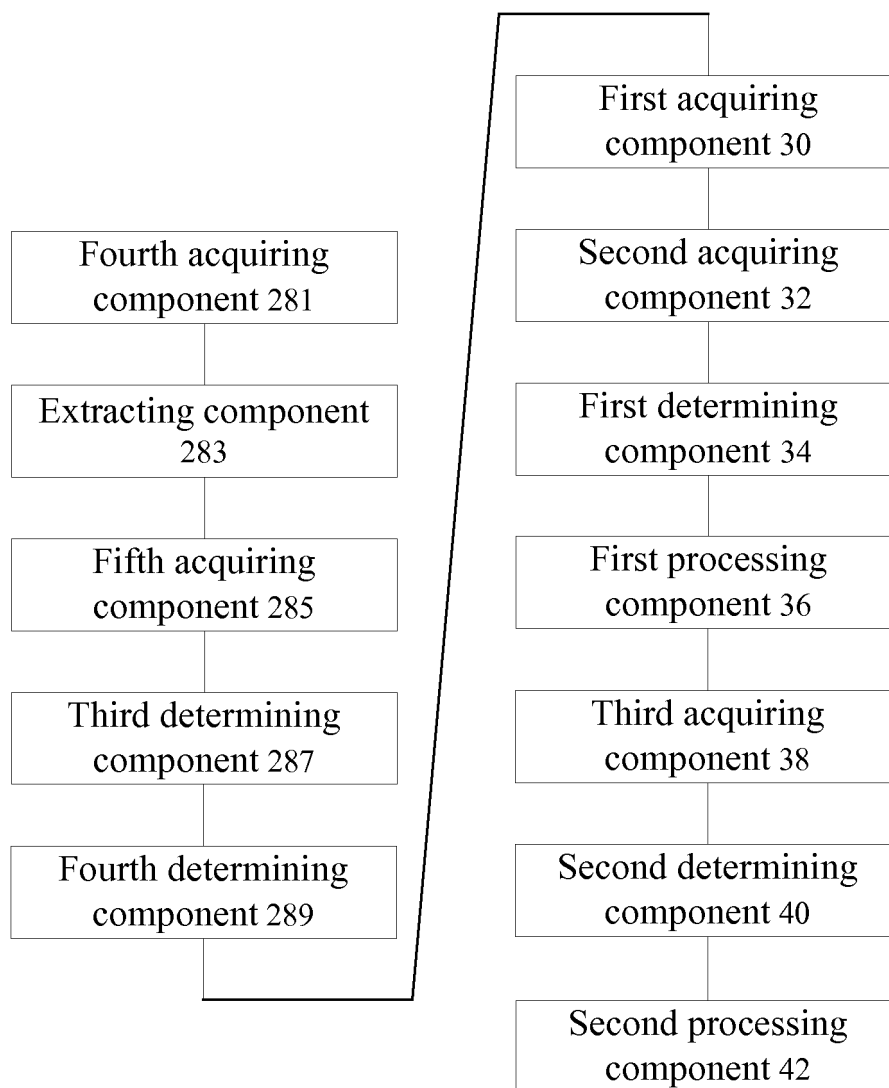 Fourth acquiring
component 281
Extracting component
283
Fifth acquiring
component 285
Third determining
component 287
Fourth determining
component 289
First acquiring
component 30
Second acquiring
component 32
First determining
component 34
First processing
component 36
Third acquiring
component 38
Second determining
component 40
Second processing
component 42